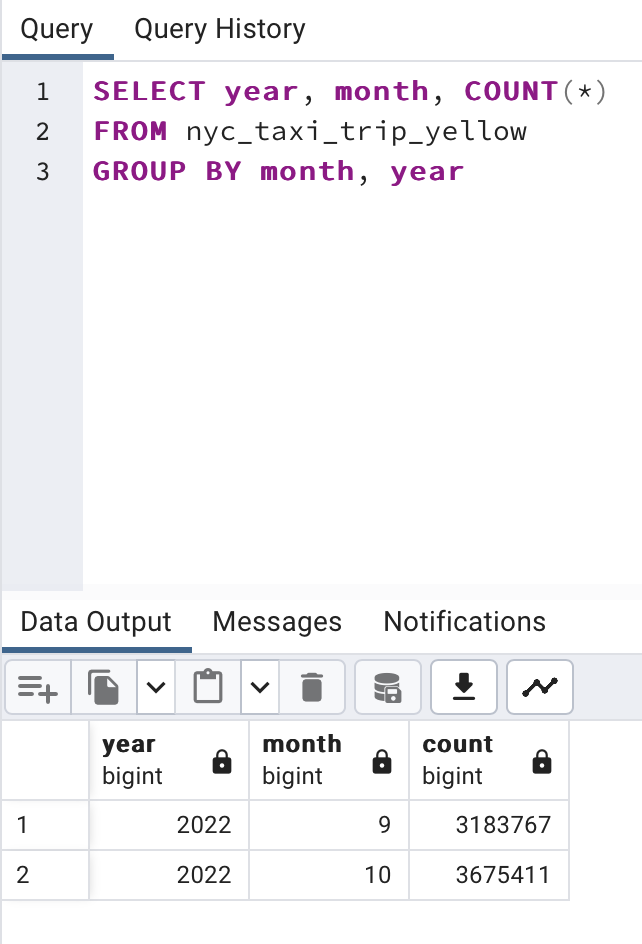 Query Query History
1 SELECT year, month, COUNT(*)
2 FROM nyc_taxi_trip_yellow
3 GROUP BY month, year
Data Output Messages Notifications
year month count
bigint bigint bigint
1 2022 9 3183767
2 2022 10 3675411